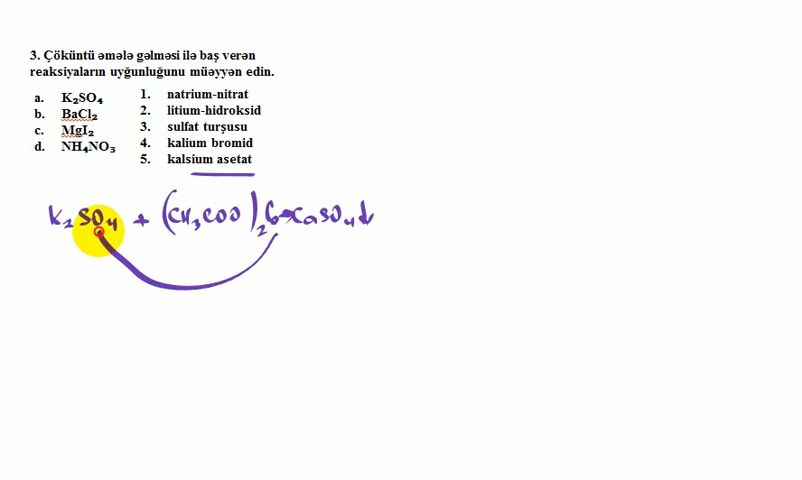 3. Çöküntü əmələ gəlməsi ilə baş verən
reaksiyaların uyğunluğunu müəyyən edin.
a. K₂SO₄
b. BaCl₂
c. MgI₂
d. NH₄NO₃
1. natrium-nitrat
2. litium-hidroksid
3. sulfat turşusu
4. kalium bromid
5. kalsium asetat
K₂SO₄ + (CH₃COO)₂ CaSO₄↓